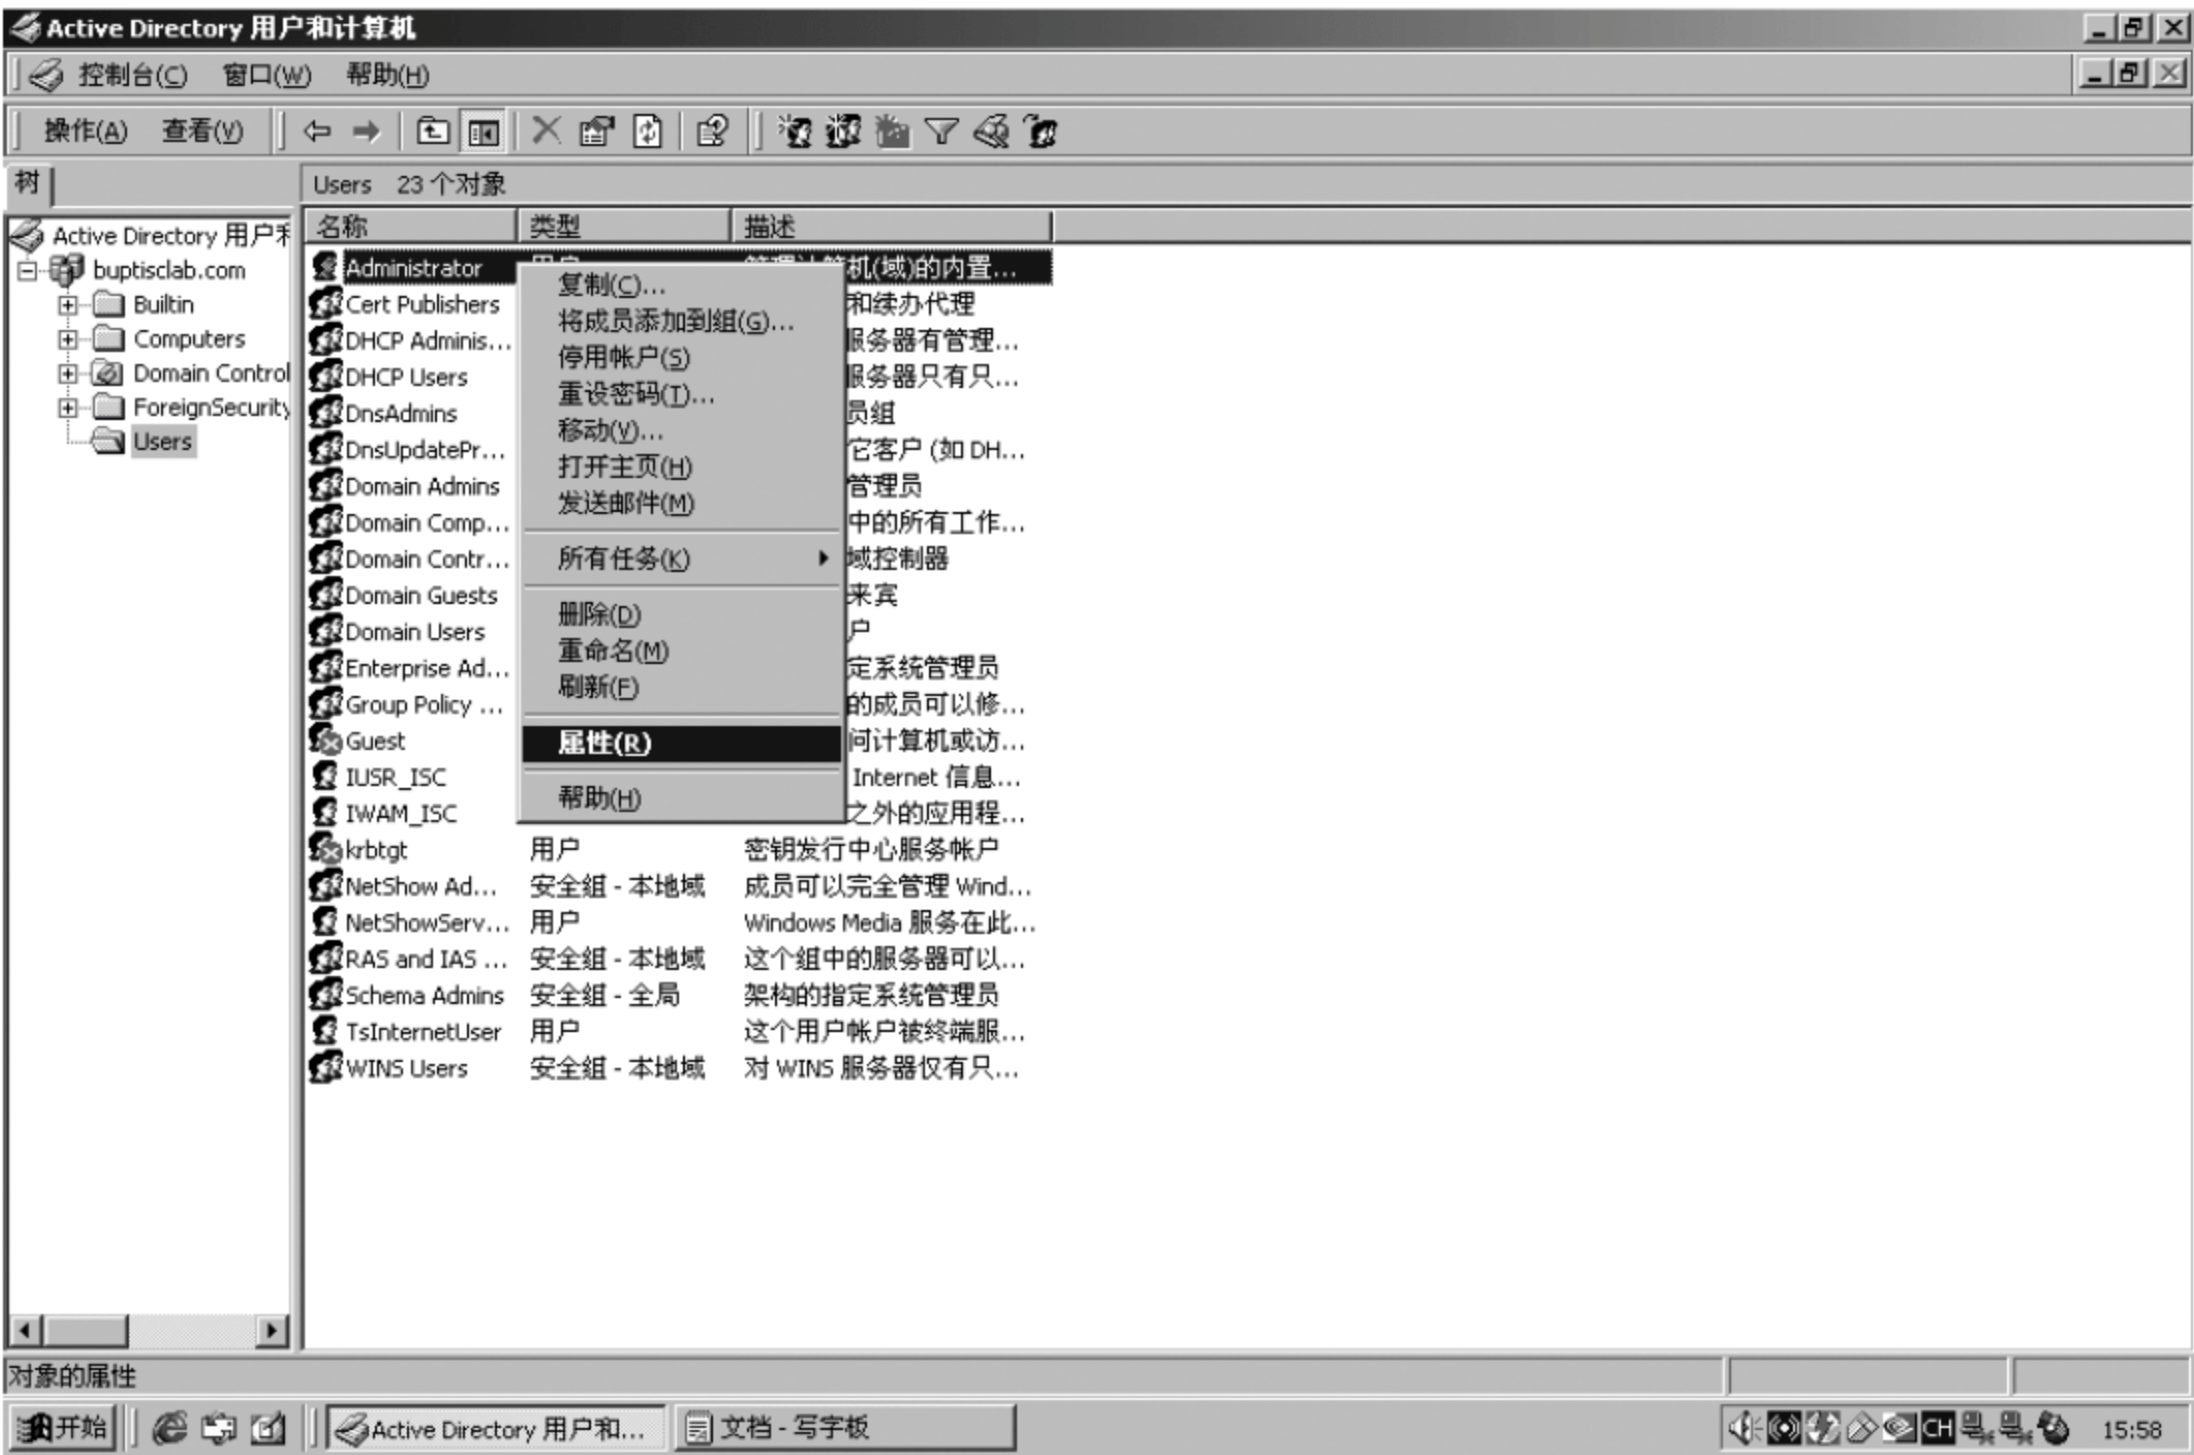 Active Directory 用户和计算机
控制台(C) 窗口(W) 帮助(H)
操作(A) 查看(V)
树
Users 23 个对象
Active Directory 用户和
buptisclab.com
Builtin
Computers
Domain Control
ForeignSecurity
Users
名称 类型 描述
Administrator 机(域)的内置...
Cert Publishers 和续办代理
DHCP Adminis... 服务器有管理...
DHCP Users 服务器只有只...
DnsAdmins 员组
DnsUpdatePr... 它客户 (如 DH...
Domain Admins 管理员
Domain Comp... 中的所有工作...
Domain Contr... 域控制器
Domain Guests 来宾
Domain Users 户
Enterprise Ad... 定系统管理员
Group Policy ... 的成员可以修...
Guest 问计算机或访...
IUSR_ISC Internet 信息...
IWAM_ISC 之外的应用程...
krbtgt 用户 密钥发行中心服务帐户
NetShow Ad... 安全组 - 本地域 成员可以完全管理 Wind...
NetShowServ... 用户 Windows Media 服务在此...
RAS and IAS ... 安全组 - 本地域 这个组中的服务器可以...
Schema Admins 安全组 - 全局 架构的指定系统管理员
TsInternetUser 用户 这个用户帐户被终端服...
WINS Users 安全组 - 本地域 对 WINS 服务器仅有只...
复制(C)...
将成员添加到组(G)...
停用帐户(S)
重设密码(T)...
移动(V)...
打开主页(H)
发送邮件(M)
所有任务(K)
删除(D)
重命名(M)
刷新(F)
属性(R)
帮助(H)
对象的属性
开始 Active Directory 用户和... 文档 - 写字板 CH 15:58